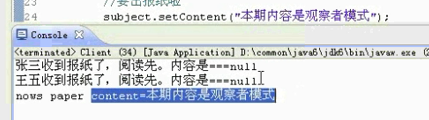 23
//要出报纸啦
24
subject.setContent("本期内容是观察者模式");
Console
<terminated> Client (34) [Java Application] D:\common\java6\jdk6\bin\javaw.exe (2
张三收到报纸了，阅读先。内容是===null
王五收到报纸了，阅读先。内容是===null
nows paper content=本期内容是观察者模式